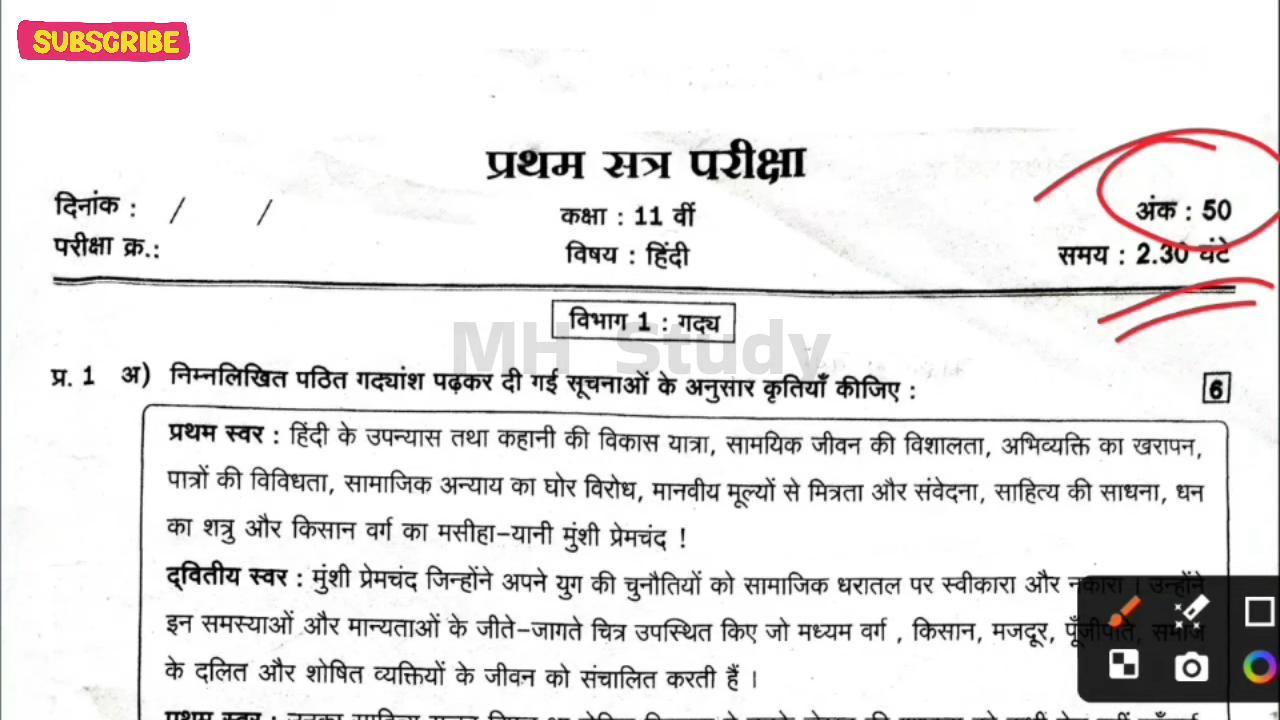 SUBSCRIBE
प्रथम सत्र परीक्षा
दिनांक : / / कक्षा : 11 वीं अंक : 50
परीक्षा क्र.: विषय : हिंदी समय : 2.30 घंटे
विभाग 1 : गद्य
MH Study
प्र. 1 अ) निम्नलिखित पठित गद्यांश पढ़कर दी गई सूचनाओं के अनुसार कृतियाँ कीजिए : 6
प्रथम स्वर : हिंदी के उपन्यास तथा कहानी की विकास यात्रा, सामयिक जीवन की विशालता, अभिव्यक्ति का खरापन,
पात्रों की विविधता, सामाजिक अन्याय का घोर विरोध, मानवीय मूल्यों से मित्रता और संवेदना, साहित्य की साधना, धन
का शत्रु और किसान वर्ग का मसीहा-यानी मुंशी प्रेमचंद !
द्वितीय स्वर : मुंशी प्रेमचंद जिन्होंने अपने युग की चुनौतियों को सामाजिक धरातल पर स्वीकारा और नकारा । उन्होंने
इन समस्याओं और मान्यताओं के जीते-जागते चित्र उपस्थित किए जो मध्यम वर्ग , किसान, मजदूर, पूँजीपति, समाज
के दलित और शोषित व्यक्तियों के जीवन को संचालित करती हैं ।
प्रथम स्वर :